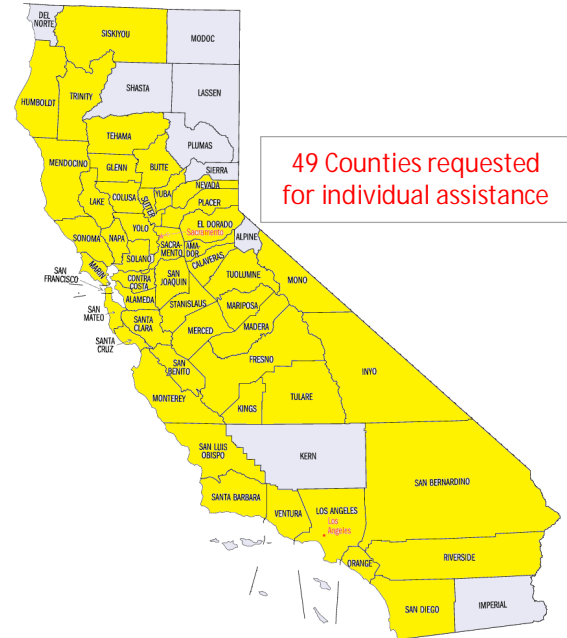 DEL
NORTE
SISKIYOU
MODOC
HUMBOLDT
TRINITY
SHASTA
LASSEN
TEHAMA
PLUMAS
49 Counties requested
for individual assistance
MENDOCINO
GLENN
BUTTE
SIERRA
NEVADA
LAKE
COLUSA
SUTTER
YUBA
PLACER
SONOMA
NAPA
YOLO
EL DORADO
Sacramento
ALPINE
SOLANO
SACRA-
MENTO
AMA-
DOR
CALAVERAS
MARIN
SAN
FRANCISCO
CONTRA
COSTA
SAN
JOAQUIN
TUOLUMNE
MONO
ALAMEDA
STANISLAUS
MARIPOSA
SAN
MATEO
SANTA
CLARA
MERCED
MADERA
SANTA
CRUZ
FRESNO
INYO
SAN
BENITO
MONTEREY
KINGS
TULARE
SAN LUIS
OBISPO
KERN
SAN BERNARDINO
SANTA BARBARA
VENTURA
LOS ANGELES
Los
Angeles
ORANGE
RIVERSIDE
SAN DIEGO
IMPERIAL